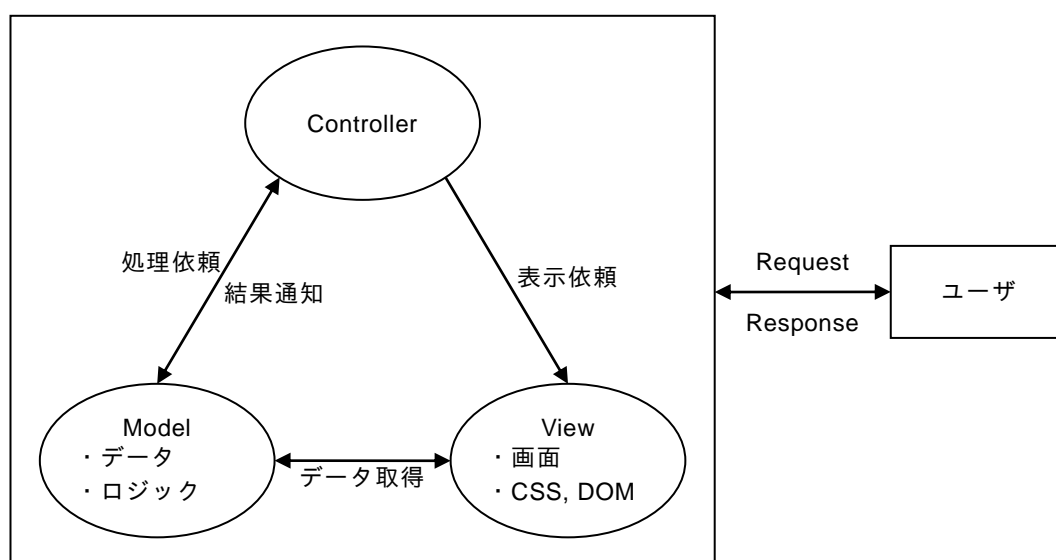 Controller
処理依頼
結果通知
表示依頼
Request
Response
ユーザ
Model
・データ
・ロジック
データ取得
View
・画面
・CSS, DOM